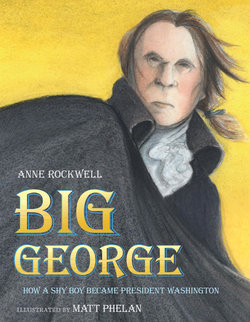 ANNE ROCKWELL
BIG
GEORGE
HOW A SHY BOY BECAME PRESIDENT WASHINGTON
ILLUSTRATED BY MATT PHELAN